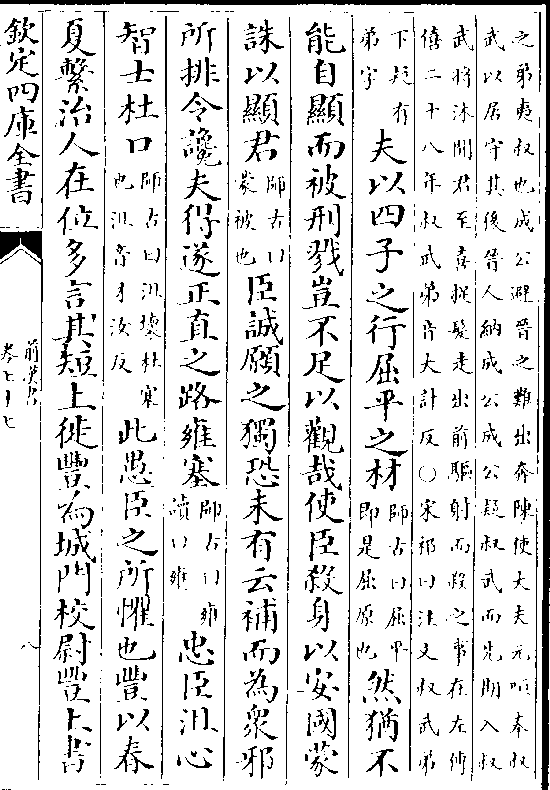 之弟夷叔也成公避晉之難出奔陳使大夫元咺奉叔
武以居守其後晉人納成公成公疑叔武而先期入叔
武將沐聞君至喜捉髮走出前驅射而殺之事在左傳
僖二十八年叔武弟音大計反○宋祁曰注文叔武弟
下疑有弟字夫以四子之行屈平之材師古曰屈平即是屈原也然猶不
能自顯而被刑戮豈不足以觀哉使臣殺身以安國蒙
誅以顯君師古曰蒙被也臣誠願之獨恐未有云補而為衆邪
所排令讒夫得遂正直之路雍塞師古曰雍讀曰雍忠臣沮心
智士杜口師古曰沮壞杜塞也沮音才汝反此愚臣之所懼也豐以春
夏繫治人在位多言其短上徙豐為城門校尉豐上書
欽定四庫全書
前漢書
卷七十七
八